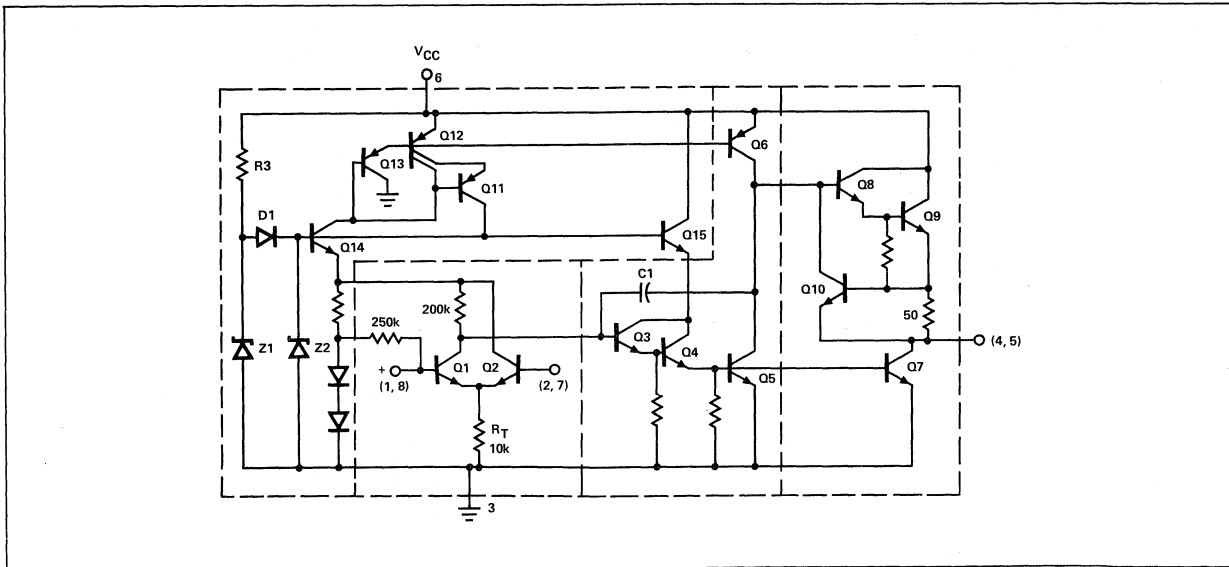 VCC
6
Q12
Q13
Q11
Q6
R3
D1
Q14
Q15
Q8
Q9
Q10
C1
200k
250k
50
Z1
Z2
+
(1, 8)
Q1
Q2
(2, 7)
Q3
Q4
Q5
Q7
(4, 5)
RT
10k
3